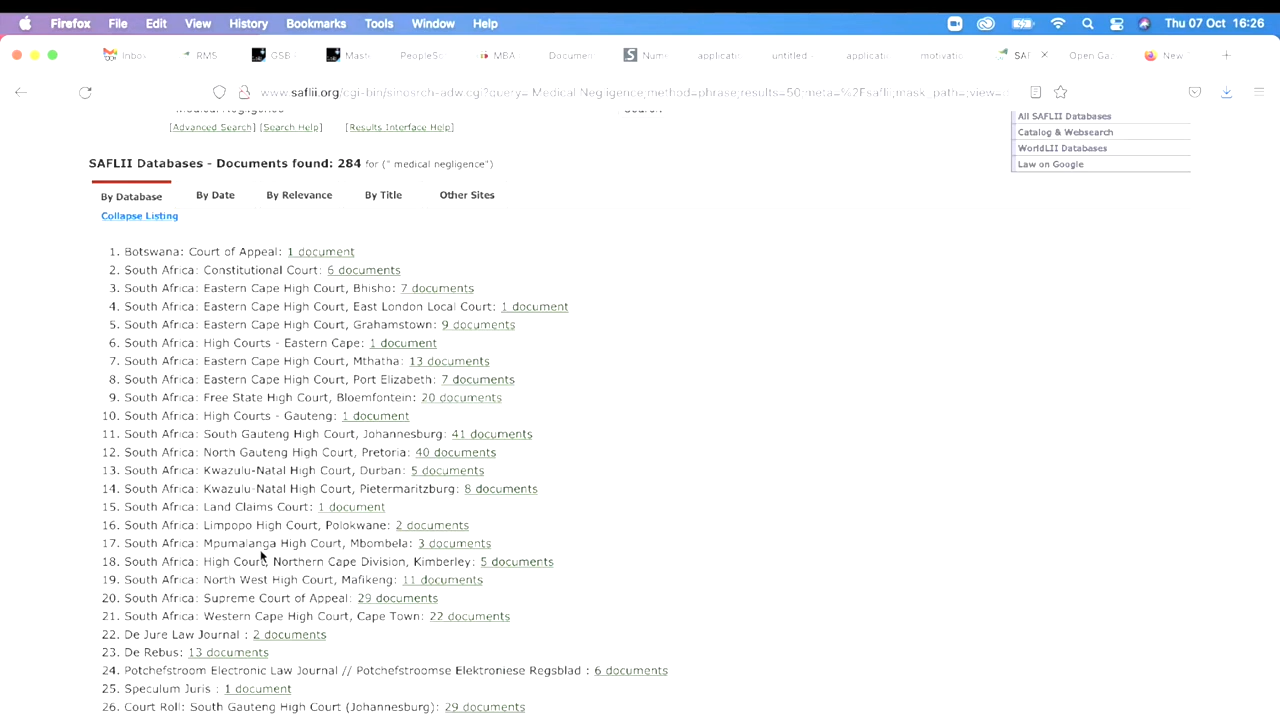 Firefox File Edit View History Bookmarks Tools Window Help Thu 07 Oct 16:26
RMS GSB MBA New
www.saflii.org/cgi-bin/sinosrch-adw.cgi?query= Medical Negligence;method=phrase;results=50;meta=%2Fsaflii;mask_path=;view=
Medical Negligence Search
[Advanced Search] [Search Help] [Results Interface Help]
All SAFLII Databases
Catalog & Websearch
WorldLII Databases
Law on Google
SAFLII Databases - Documents found: 284 for (" medical negligence")
By Database By Date By Relevance By Title Other Sites
Collapse Listing
1. Botswana: Court of Appeal: 1 document
2. South Africa: Constitutional Court: 6 documents
3. South Africa: Eastern Cape High Court, Bhisho: 7 documents
4. South Africa: Eastern Cape High Court, East London Local Court: 1 document
5. South Africa: Eastern Cape High Court, Grahamstown: 9 documents
6. South Africa: High Courts - Eastern Cape: 1 document
7. South Africa: Eastern Cape High Court, Mthatha: 13 documents
8. South Africa: Eastern Cape High Court, Port Elizabeth: 7 documents
9. South Africa: Free State High Court, Bloemfontein: 20 documents
10. South Africa: High Courts - Gauteng: 1 document
11. South Africa: South Gauteng High Court, Johannesburg: 41 documents
12. South Africa: North Gauteng High Court, Pretoria: 40 documents
13. South Africa: Kwazulu-Natal High Court, Durban: 5 documents
14. South Africa: Kwazulu-Natal High Court, Pietermaritzburg: 8 documents
15. South Africa: Land Claims Court: 1 document
16. South Africa: Limpopo High Court, Polokwane: 2 documents
17. South Africa: Mpumalanga High Court, Mbombela: 3 documents
18. South Africa: High Court, Northern Cape Division, Kimberley: 5 documents
19. South Africa: North West High Court, Mafikeng: 11 documents
20. South Africa: Supreme Court of Appeal: 29 documents
21. South Africa: Western Cape High Court, Cape Town: 22 documents
22. De Jure Law Journal : 2 documents
23. De Rebus: 13 documents
24. Potchefstroom Electronic Law Journal // Potchefstroomse Elektroniese Regsblad : 6 documents
25. Speculum Juris : 1 document
26. Court Roll: South Gauteng High Court (Johannesburg): 29 documents